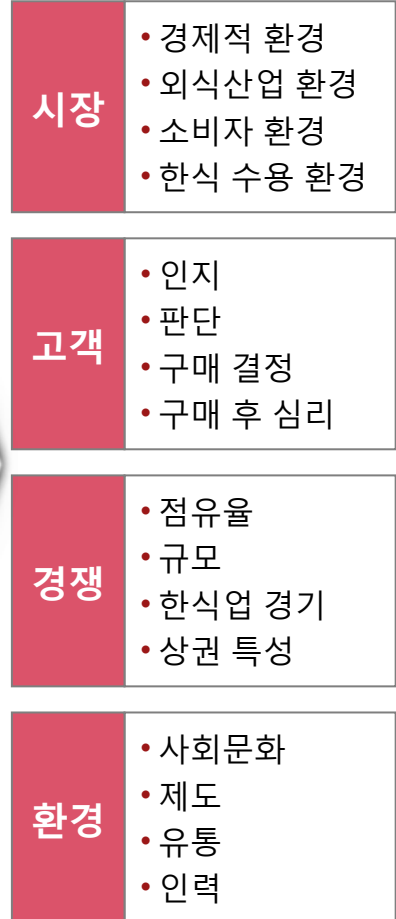 시장
• 경제적 환경
• 외식산업 환경
• 소비자 환경
• 한식 수용 환경
고객
• 인지
• 판단
• 구매 결정
• 구매 후 심리
경쟁
• 점유율
• 규모
• 한식업 경기
• 상권 특성
환경
• 사회문화
• 제도
• 유통
• 인력